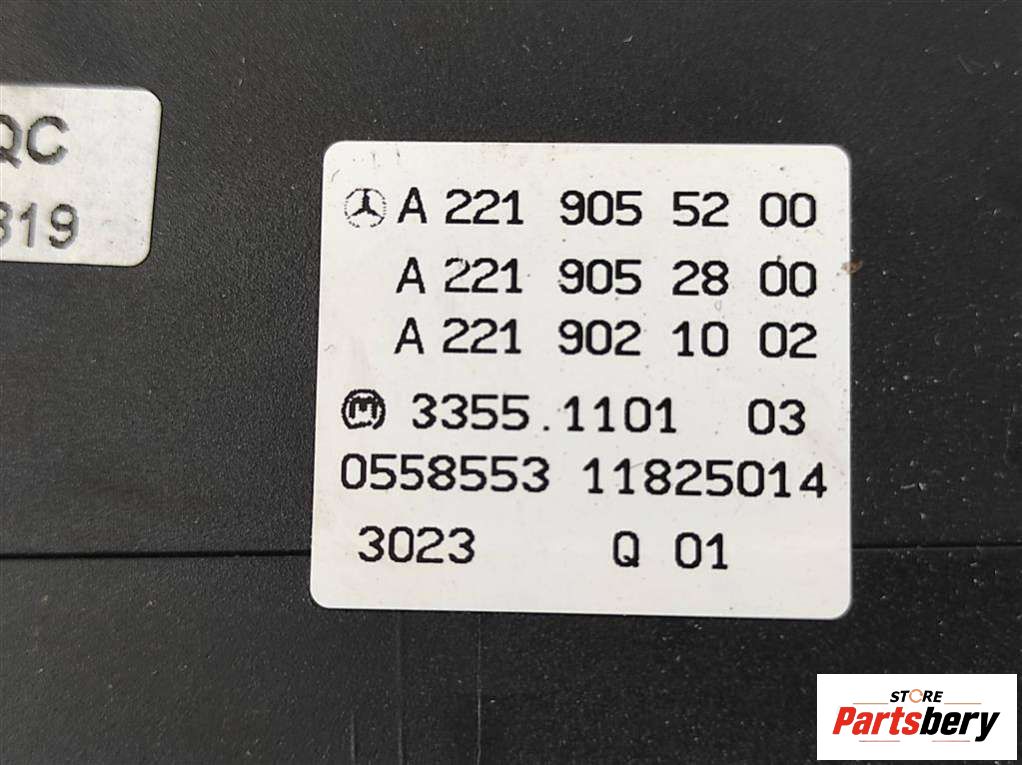 QC
319
A 221 905 52 00
A 221 905 28 00
A 221 902 10 02
M 3355.1101 03
0558553 11825014
3023 Q 01
STORE
Partsbery